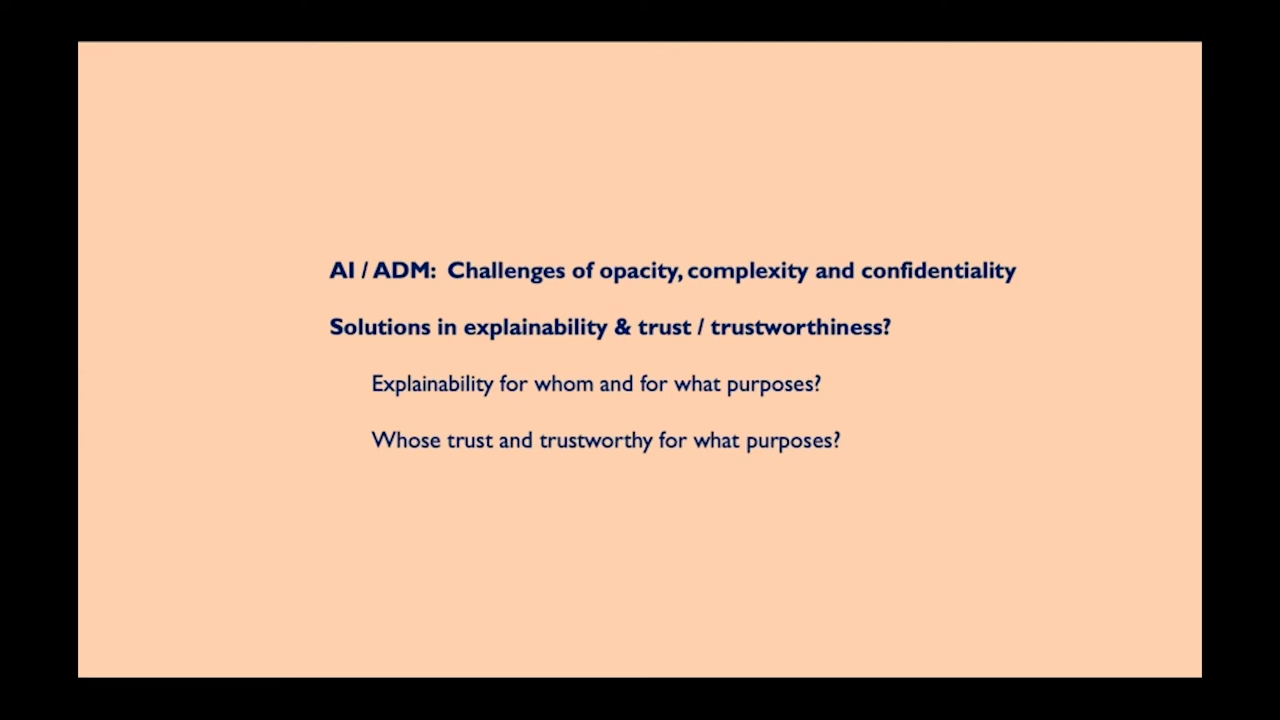 AI / ADM: Challenges of opacity, complexity and confidentiality
Solutions in explainability & trust / trustworthiness?
Explainability for whom and for what purposes?
Whose trust and trustworthy for what purposes?